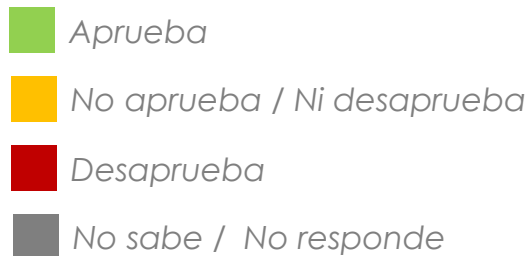 Aprueba
No aprueba / Ni desaprueba
Desaprueba
No sabe / No responde